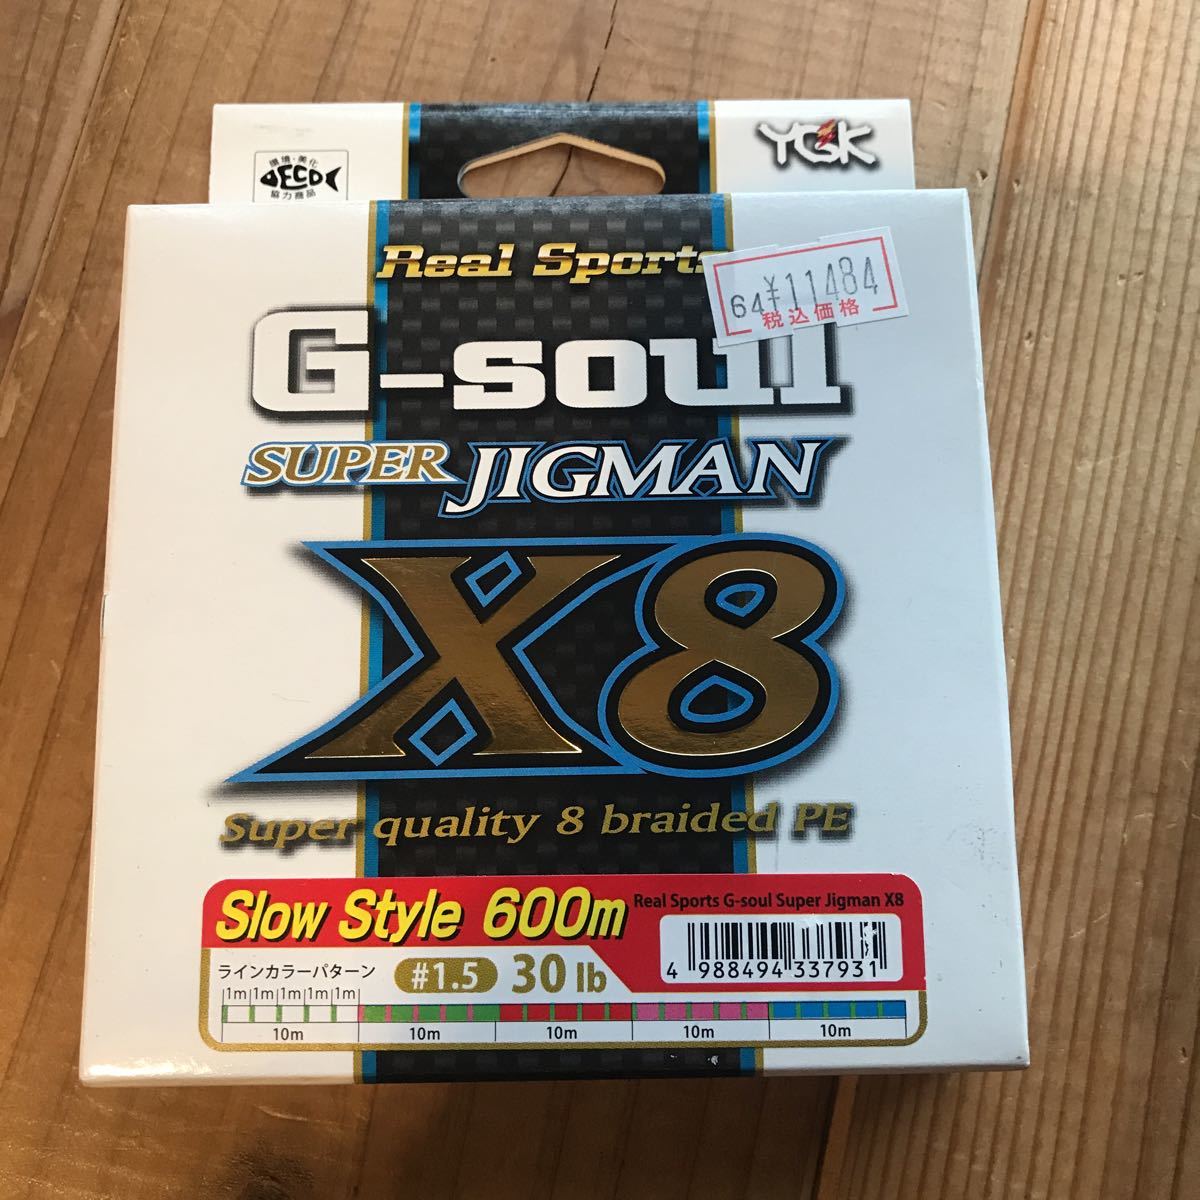 環境・美化
DECO
協力商品
YGK
Real Sports
64 ¥11484
税込価格
G-soul
SUPER JIGMAN
X8
Super quality 8 braided PE
Slow Style 600m
Real Sports G-soul Super Jigman X8
4 988494 337931
ラインカラーパターン
#1.5 30 lb
1m 1m 1m 1m 1m
10m 10m 10m 10m 10m